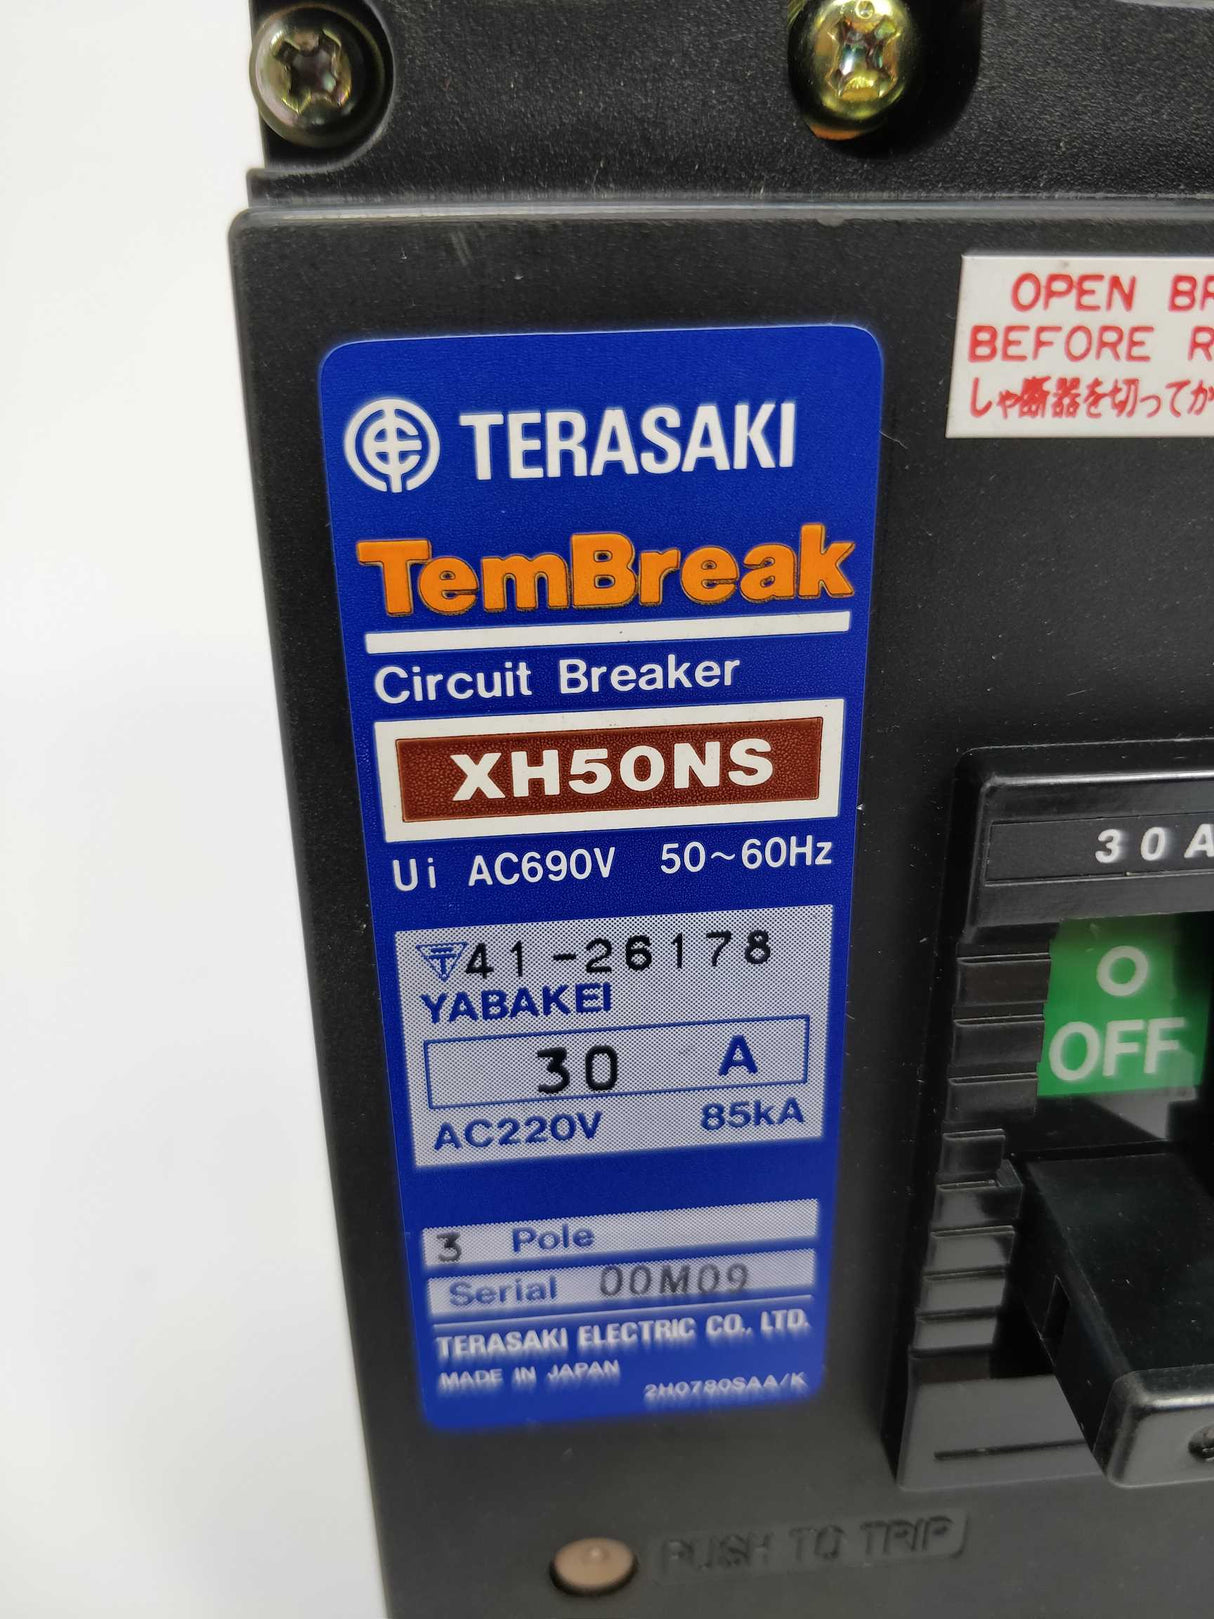 OPEN BR
BEFORE R
しゃ断器を切ってか
TERASAKI
TemBreak
Circuit Breaker
XH50NS
Ui AC690V 50~60Hz
30A
41-26178
YABAKEI
30 A
AC220V 85kA
O
OFF
3 Pole
Serial 00M09
TERASAKI ELECTRIC CO., LTD.
MADE IN JAPAN
2H0780SAA/K
PUSH TO TRIP